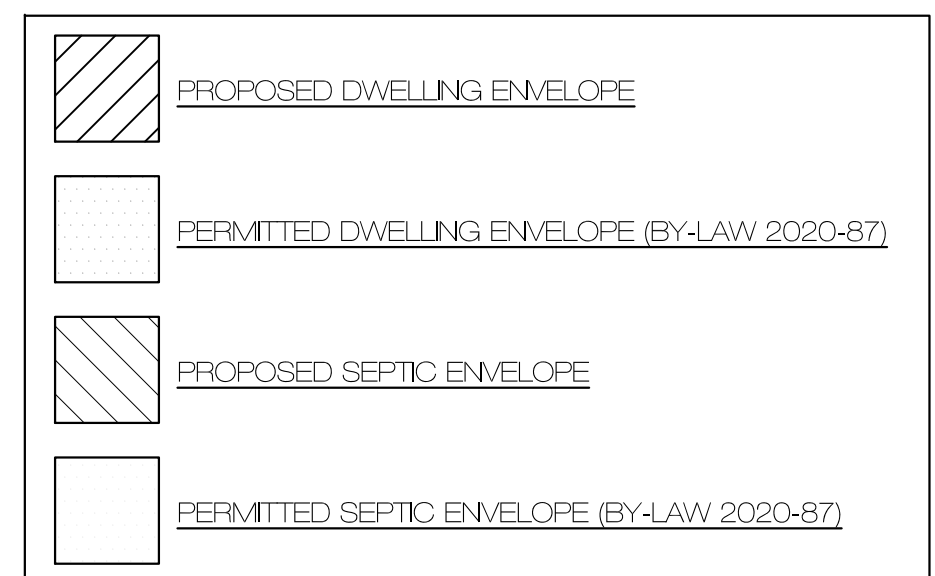 PROPOSED DWELLING ENVELOPE
PERMITTED DWELLING ENVELOPE (BY-LAW 2020-87)
PROPOSED SEPTIC ENVELOPE
PERMITTED SEPTIC ENVELOPE (BY-LAW 2020-87)